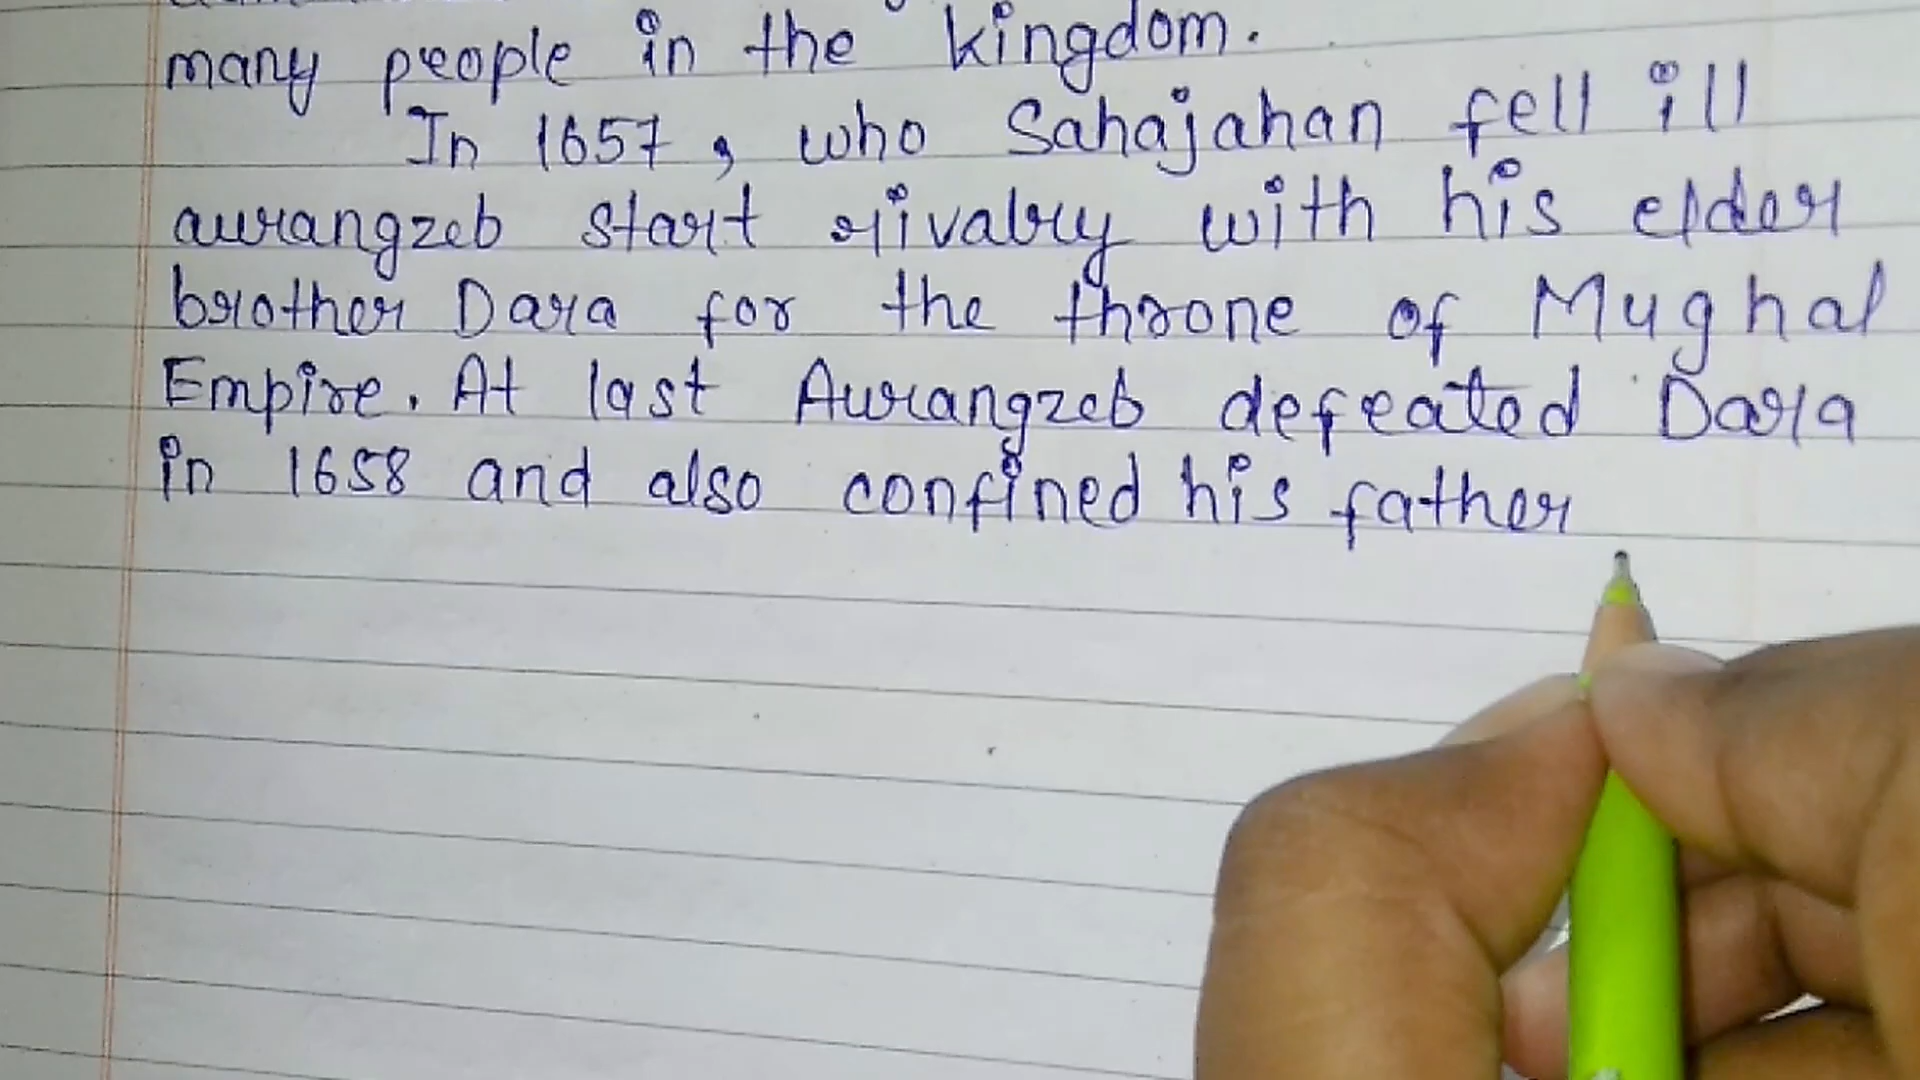 many people in the kingdom.
In 1657, who Sahajahan fell ill
aurangzeb start rivalry with his elder
brother Dara for the throne of Mughal
Empire. At last Aurangzeb defeated Dara
in 1658 and also confined his father